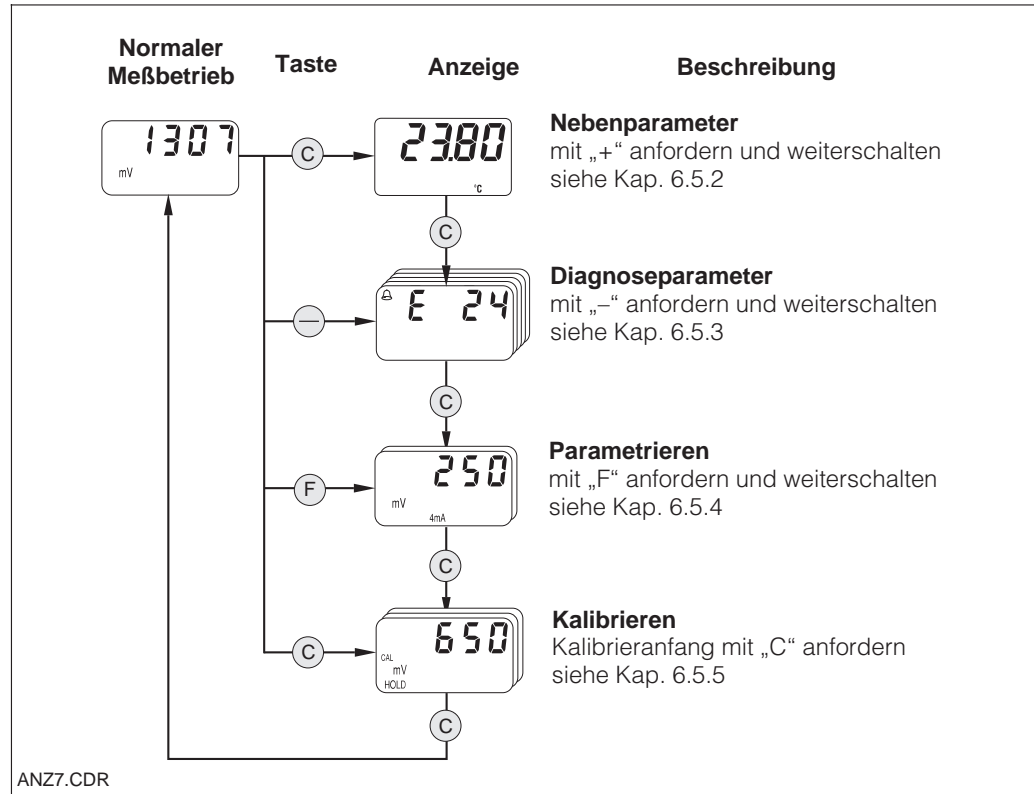 Normaler
Meßbetrieb
Taste
Anzeige
Beschreibung
1307
mV
C
23.80
°C
Nebenparameter
mit „+“ anfordern und weiterschalten
siehe Kap. 6.5.2
C
–
E 24
Diagnoseparameter
mit „–“ anfordern und weiterschalten
siehe Kap. 6.5.3
C
F
250
mV
4mA
Parametrieren
mit „F“ anfordern und weiterschalten
siehe Kap. 6.5.4
C
C
650
CAL
mV
HOLD
Kalibrieren
Kalibrieranfang mit „C“ anfordern
siehe Kap. 6.5.5
C
ANZ7.CDR